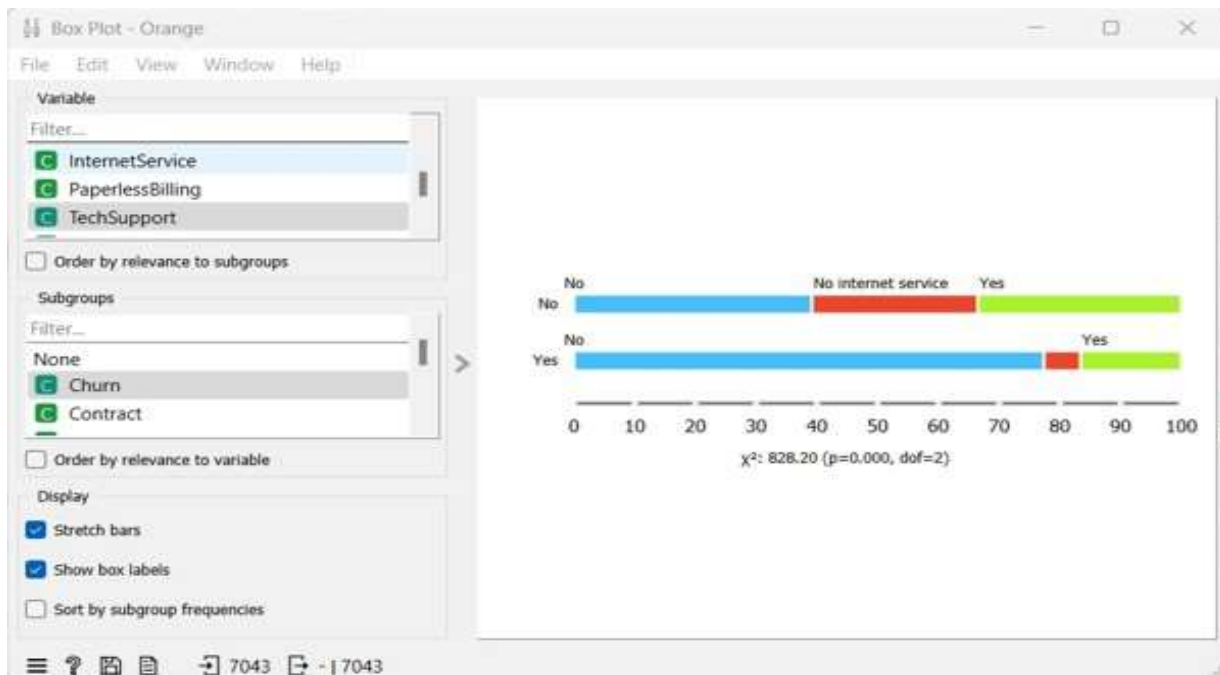 Box Plot - Orange
File Edit View Window Help
Variable
Filter...
C InternetService
C PaperlessBilling
C TechSupport
Order by relevance to subgroups
Subgroups
Filter...
None
C Churn
C Contract
Order by relevance to variable
Display
Stretch bars
Show box labels
Sort by subgroup frequencies
? 7043 - | 7043
>
No No internet service Yes
No
No Yes
Yes
0 10 20 30 40 50 60 70 80 90 100
χ²: 828.20 (p=0.000, dof=2)